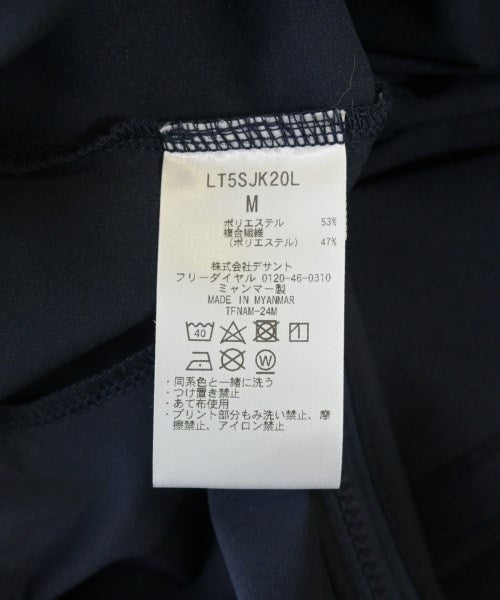 LT5SJK20L
M
ポリエステル 53%
複合繊維
(ポリエステル) 47%
株式会社デサント
フリーダイヤル 0120-46-0310
ミャンマー製
MADE IN MYANMAR
TFNAM-24M
40
W
・同系色と一緒に洗う
・つけ置き禁止
・あて布使用
・プリント部分もみ洗い禁止、摩
擦禁止、アイロン禁止